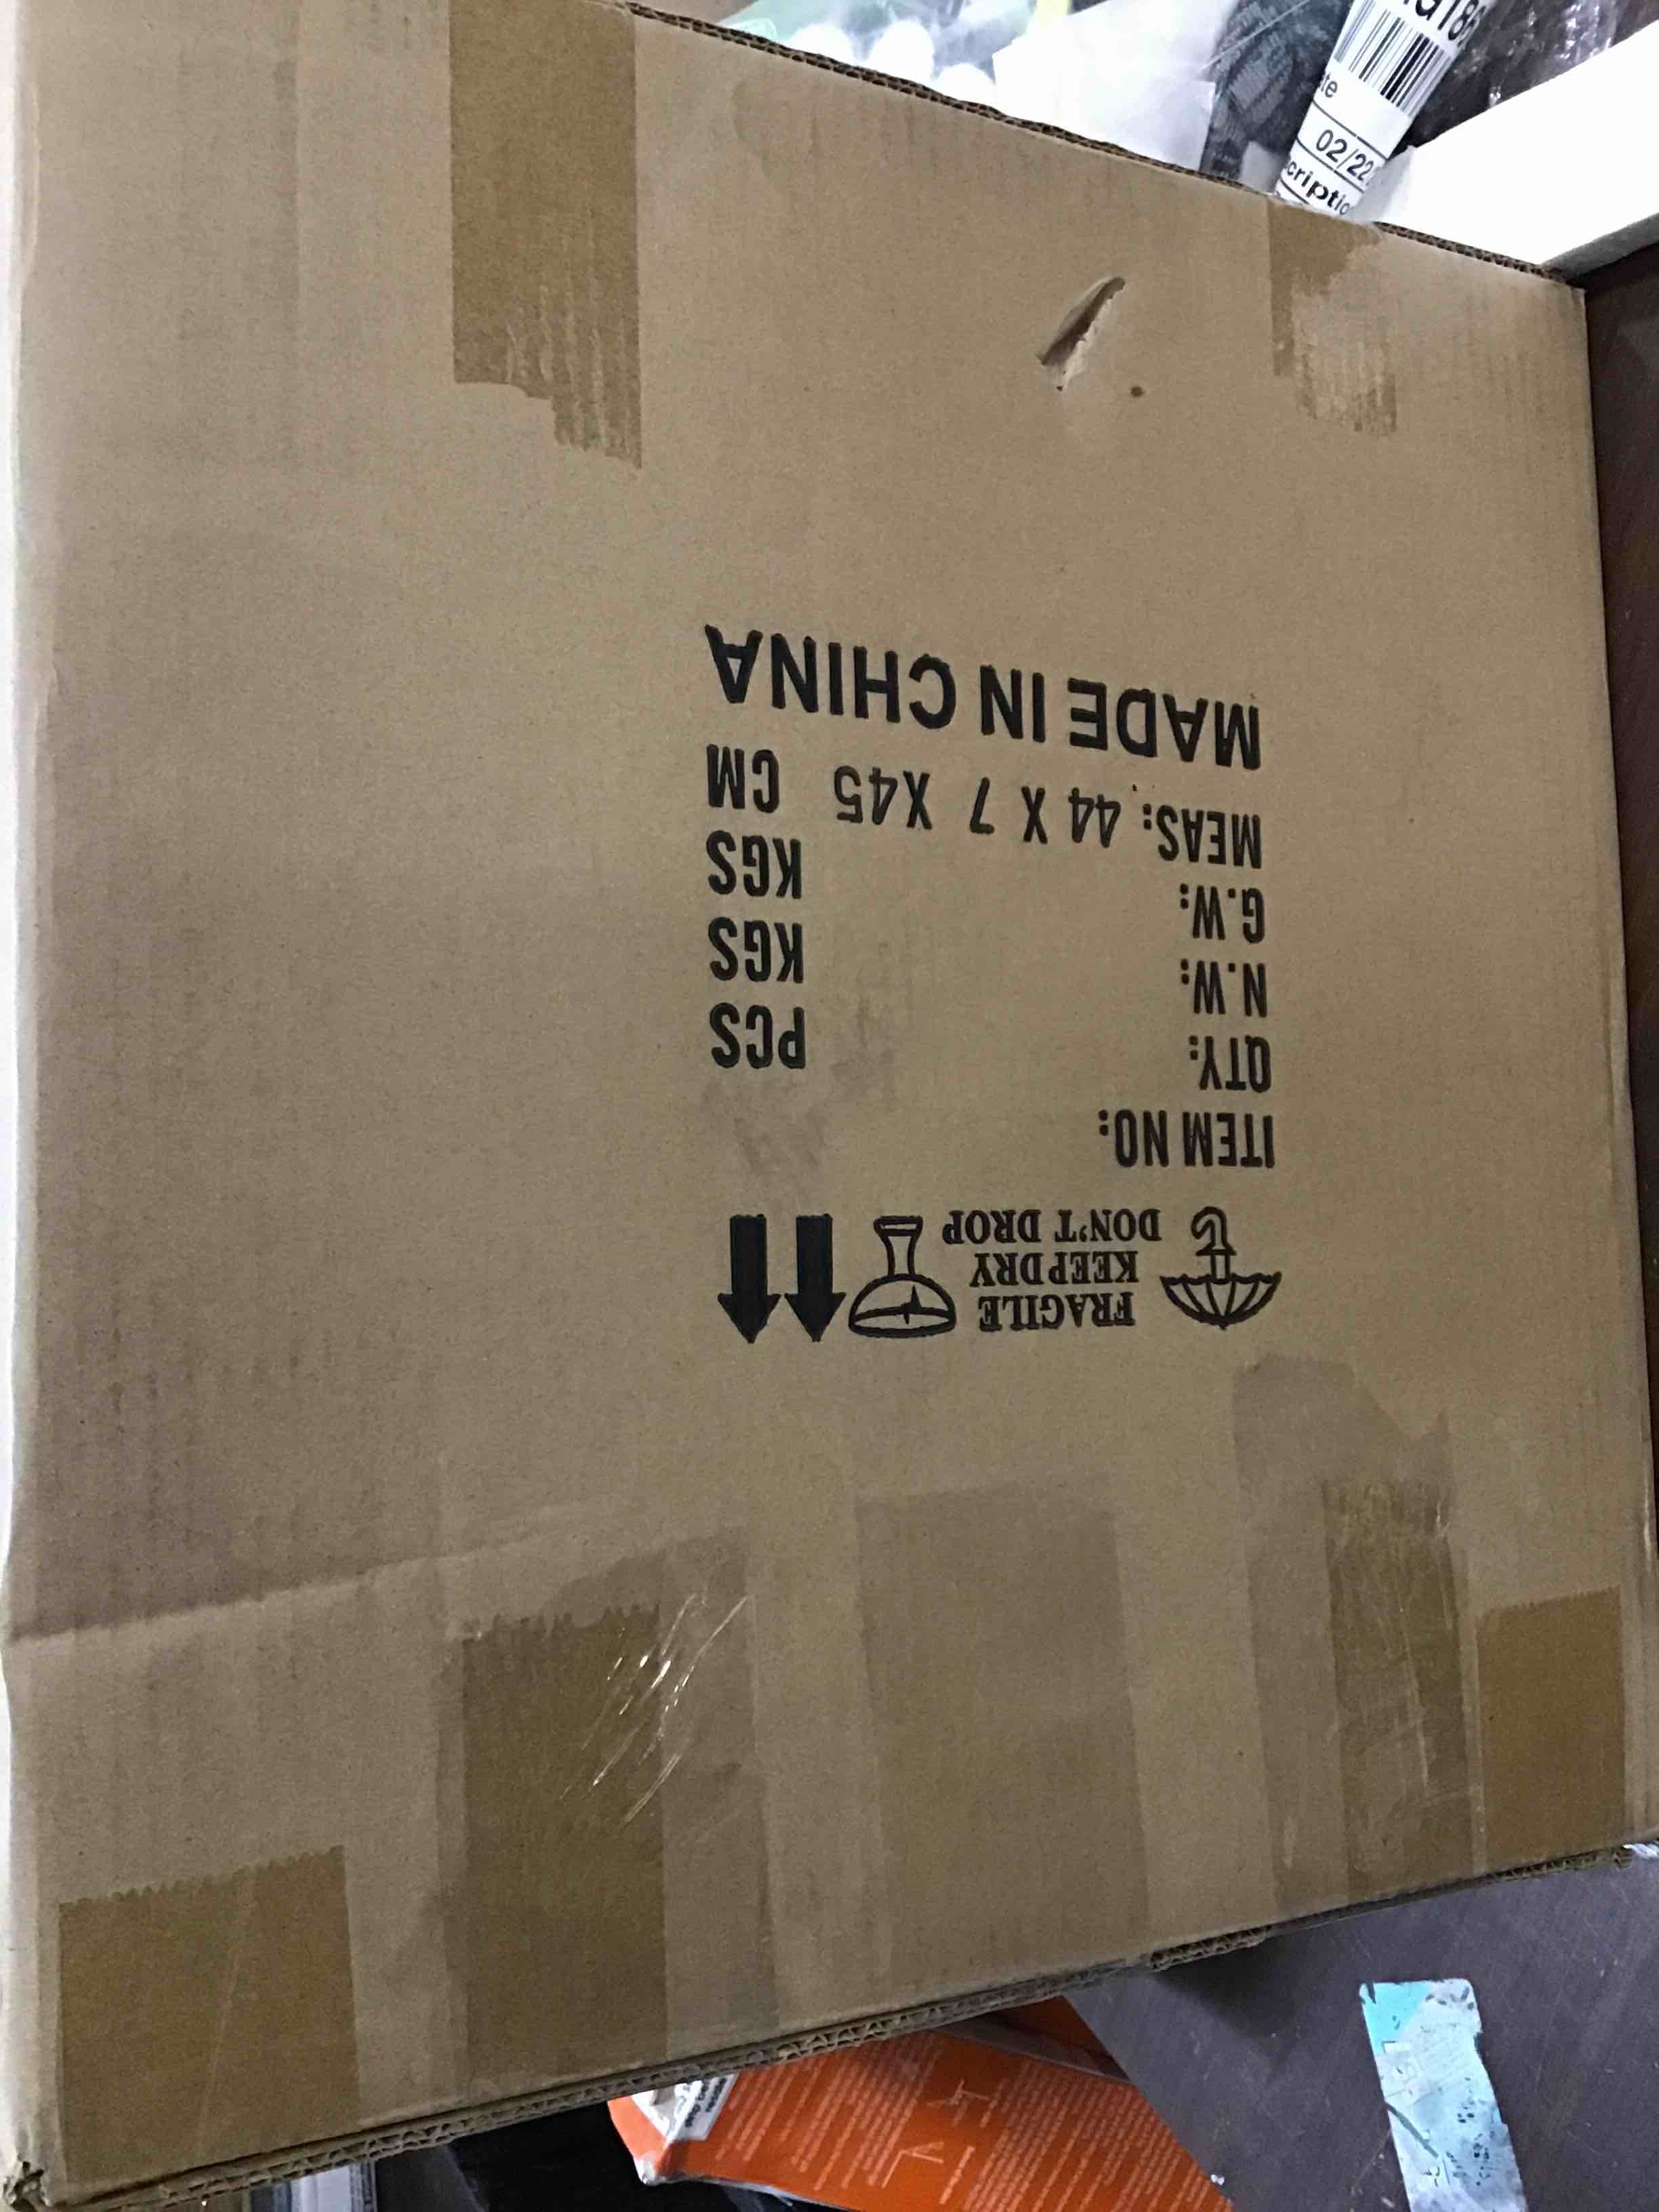 FRAGILE
KEEP DRY
DON'T DROP
ITEM NO:
QTY: PCS
N.W: KGS
G.W: KGS
MEAS: 44 X 7 X45 CM
MADE IN CHINA
02/22